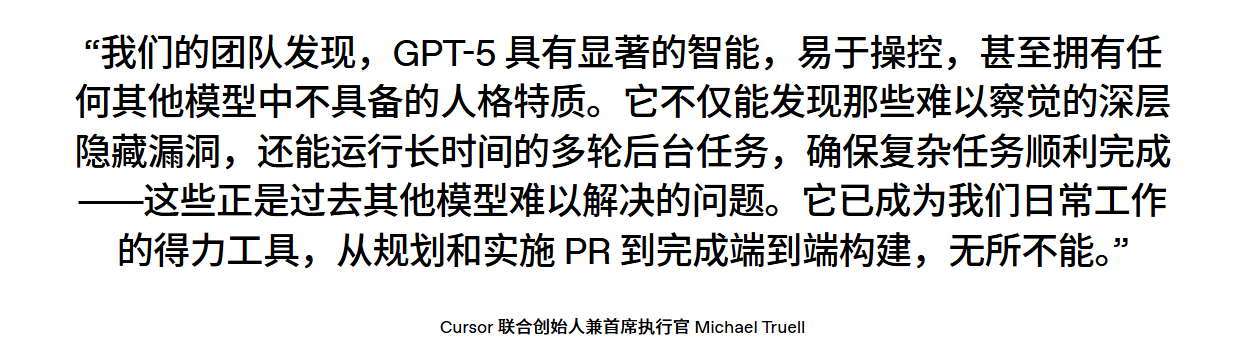 “我们的团队发现，GPT-5 具有显著的智能，易于操控，甚至拥有任
何其他模型中不具备的人格特质。它不仅能发现那些难以察觉的深层
隐藏漏洞，还能运行长时间的多轮后台任务，确保复杂任务顺利完成
——这些正是过去其他模型难以解决的问题。它已成为我们日常工作
的得力工具，从规划和实施 PR 到完成端到端构建，无所不能。”
Cursor 联合创始人兼首席执行官 Michael Truell